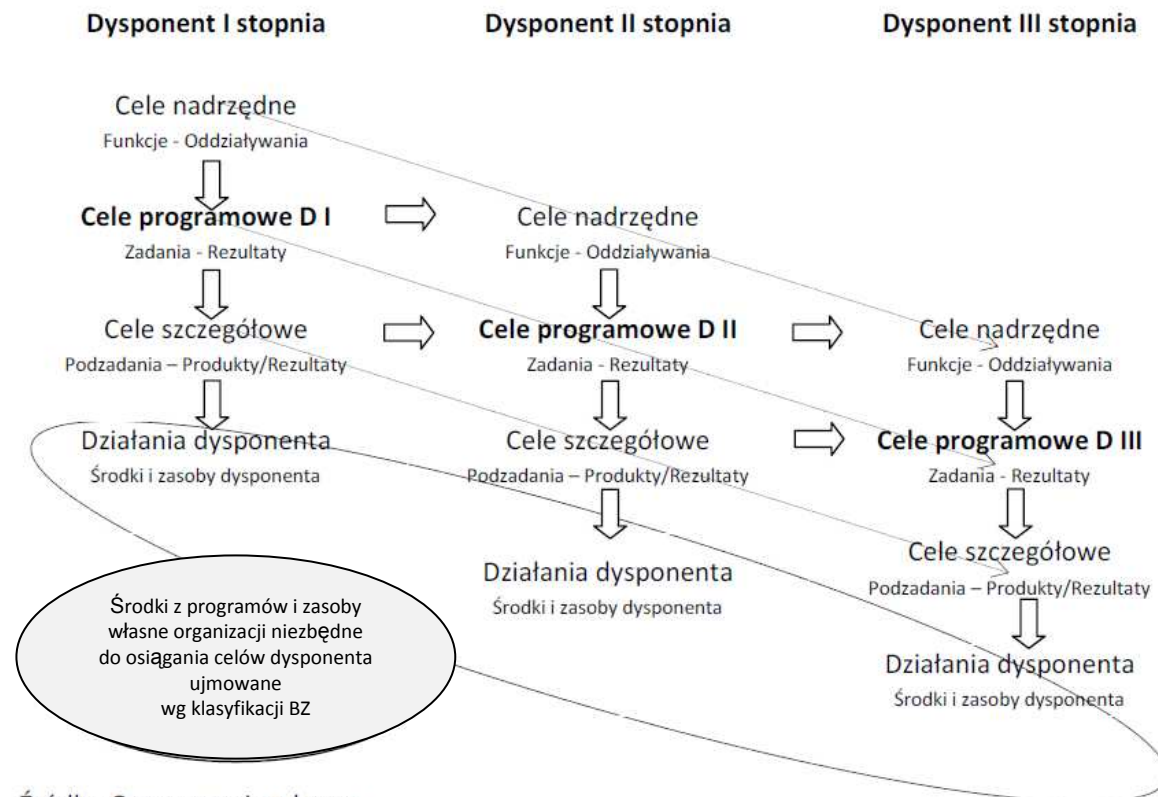 Dysponent I stopnia
Dysponent II stopnia
Dysponent III stopnia
Cele nadrzędne
Funkcje - Oddziaływania
Cele programowe D I
Zadania - Rezultaty
Cele nadrzędne
Funkcje - Oddziaływania
Cele szczegółowe
Podzadania – Produkty/Rezultaty
Cele programowe D II
Zadania - Rezultaty
Cele nadrzędne
Funkcje - Oddziaływania
Działania dysponenta
Środki i zasoby dysponenta
Cele szczegółowe
Podzadania – Produkty/Rezultaty
Cele programowe D III
Zadania - Rezultaty
Działania dysponenta
Środki i zasoby dysponenta
Cele szczegółowe
Podzadania – Produkty/Rezultaty
Działania dysponenta
Środki i zasoby dysponenta
Środki z programów i zasoby
własne organizacji niezbędne
do osiągania celów dysponenta
ujmowane
wg klasyfikacji BZ